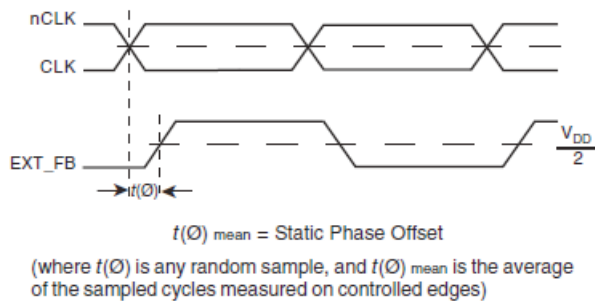 nCLK
CLK
EXT_FB
VDD
2
t(Ø)
t(Ø) mean = Static Phase Offset
(where t(Ø) is any random sample, and t(Ø) mean is the average
of the sampled cycles measured on controlled edges)